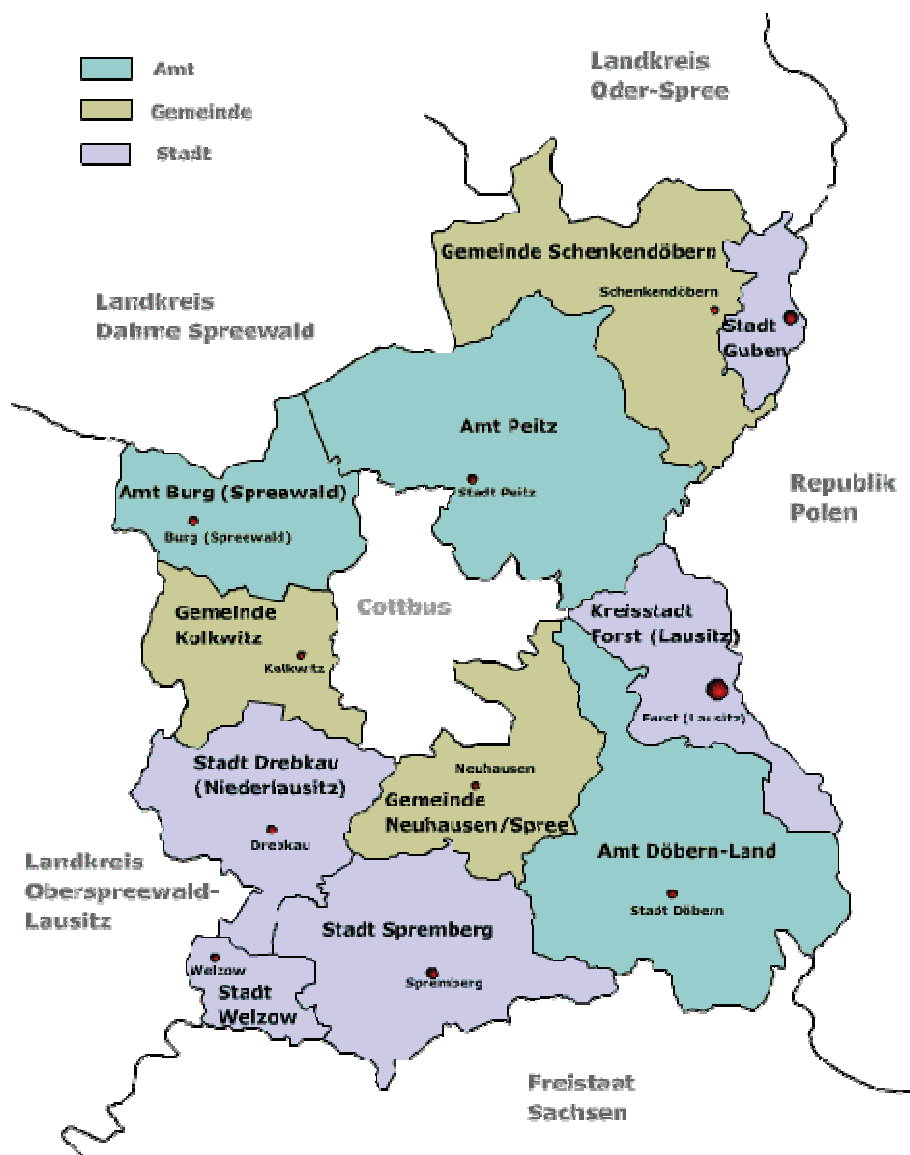 Amt
Gemeinde
Stadt
Landkreis
Oder-Spree
Gemeinde Schenkendöbern
Schenkendöbern
Landkreis
Dahme Spreewald
Stadt
Guben
Amt Peitz
Stadt Peitz
Republik
Polen
Amt Burg (Spreewald)
Burg (Spreewald)
Cottbus
Gemeinde
Kolkwitz
Kolkwitz
Kreisstadt
Forst (Lausitz)
Forst (Lausitz)
Stadt Drebkau
(Niederlausitz)
Drebkau
Neuhausen
Gemeinde
Neuhausen/Spree
Amt Döbern-Land
Stadt Döbern
Landkreis
Oberspreewald-
Lausitz
Stadt Spremberg
Spremberg
Welzow
Stadt
Welzow
Freistaat
Sachsen